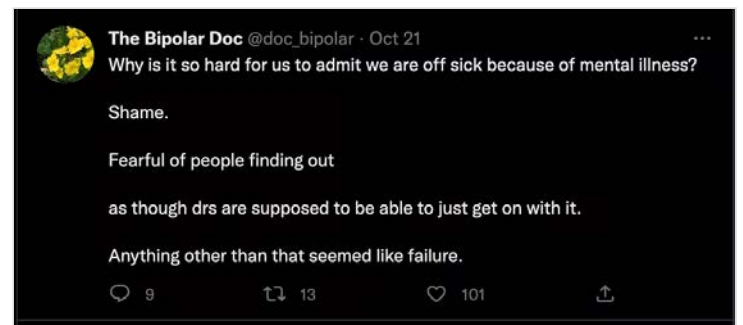 The Bipolar Doc @doc_bipolar · Oct 21
Why is it so hard for us to admit we are off sick because of mental illness?
Shame.
Fearful of people finding out
as though drs are supposed to be able to just get on with it.
Anything other than that seemed like failure.
9 13 101